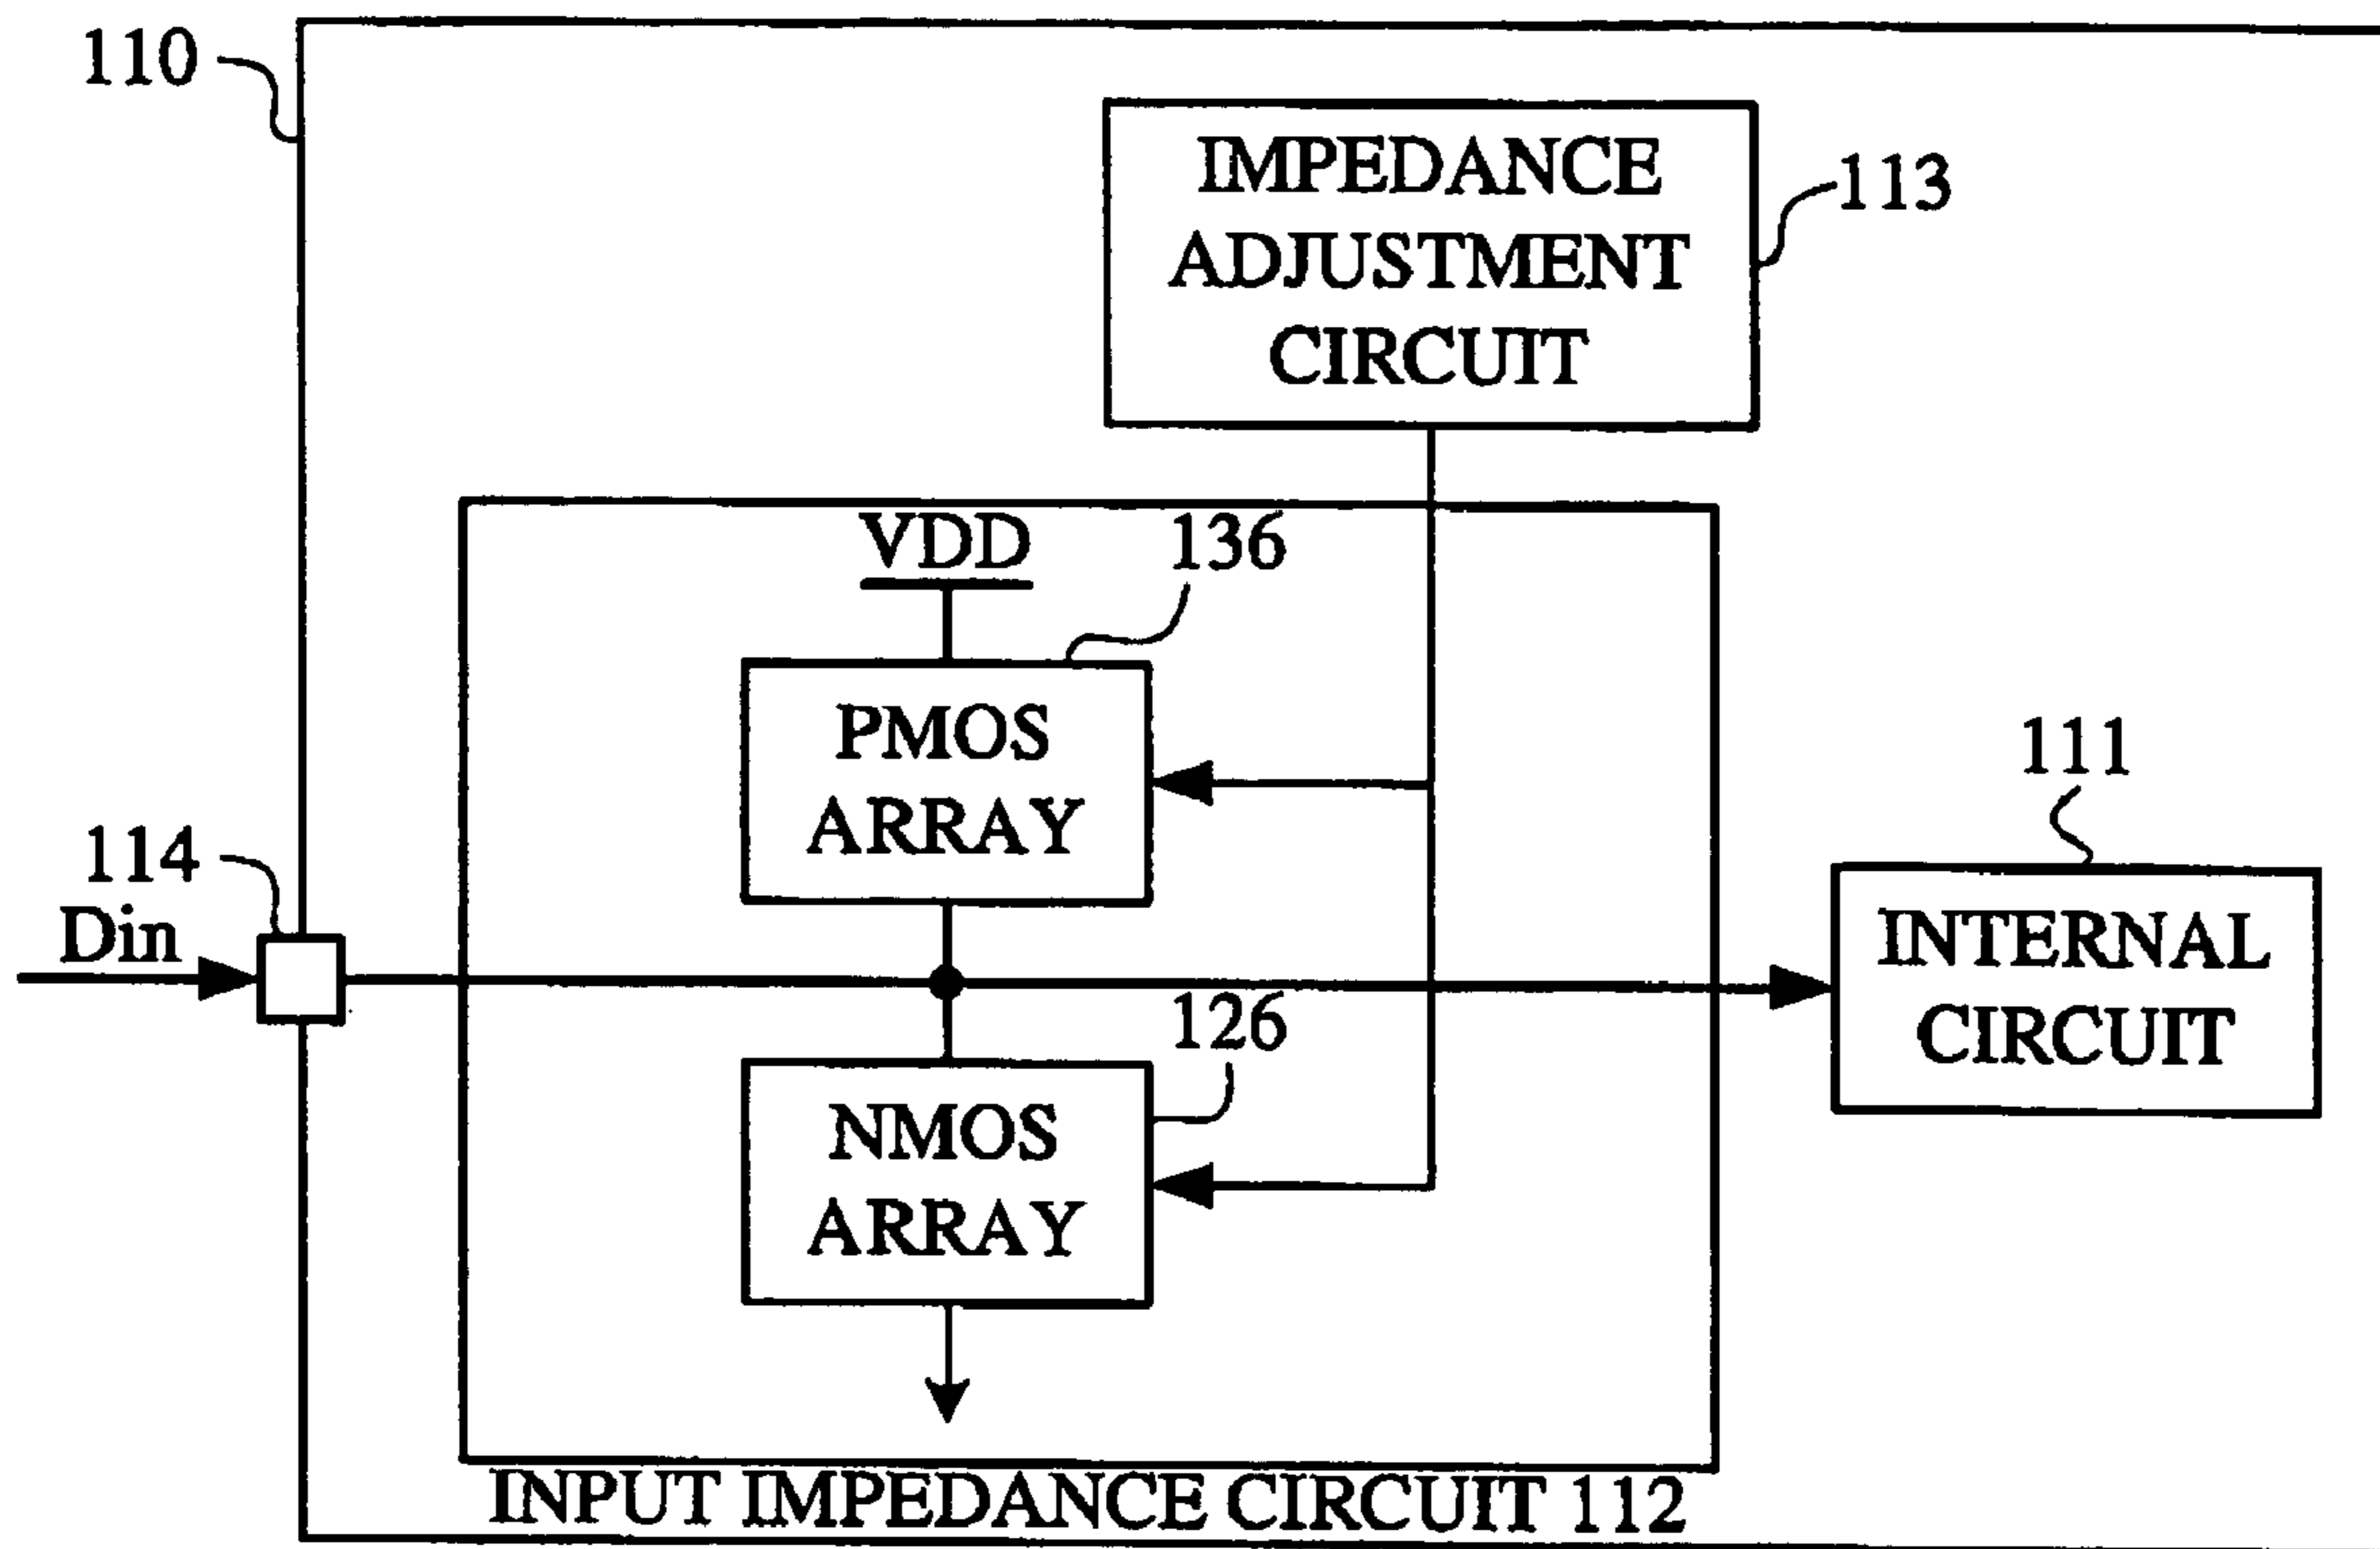 110
IMPEDANCE
ADJUSTMENT
CIRCUIT
113
VDD
136
PMOS
ARRAY
111
114
Din
INTERNAL
CIRCUIT
126
NMOS
ARRAY
INPUT IMPEDANCE CIRCUIT 112